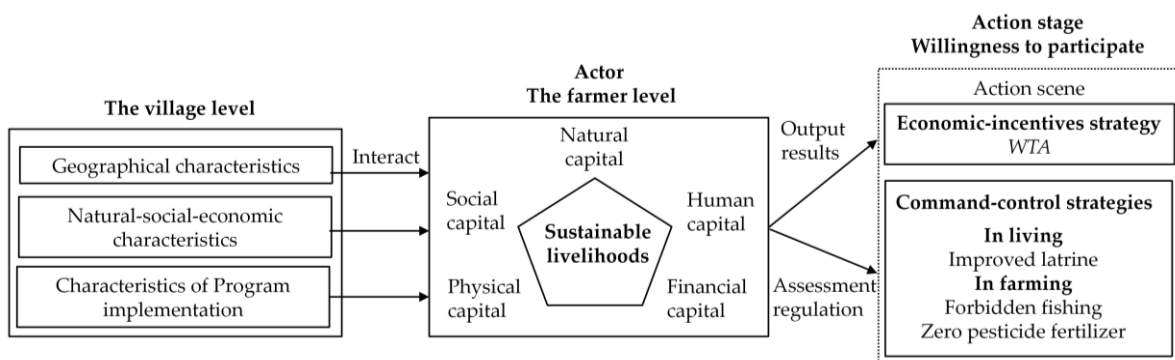 The village level
Geographical characteristics
Natural-social-economic
characteristics
Characteristics of Program
implementation
Interact
Actor
The farmer level
Natural
capital
Social
capital
Human
capital
Sustainable
livelihoods
Physical
capital
Financial
capital
Output
results
Assessment
regulation
Action stage
Willingness to participate
Action scene
Economic-incentives strategy
WTA
Command-control strategies
In living
Improved latrine
In farming
Forbidden fishing
Zero pesticide fertilizer